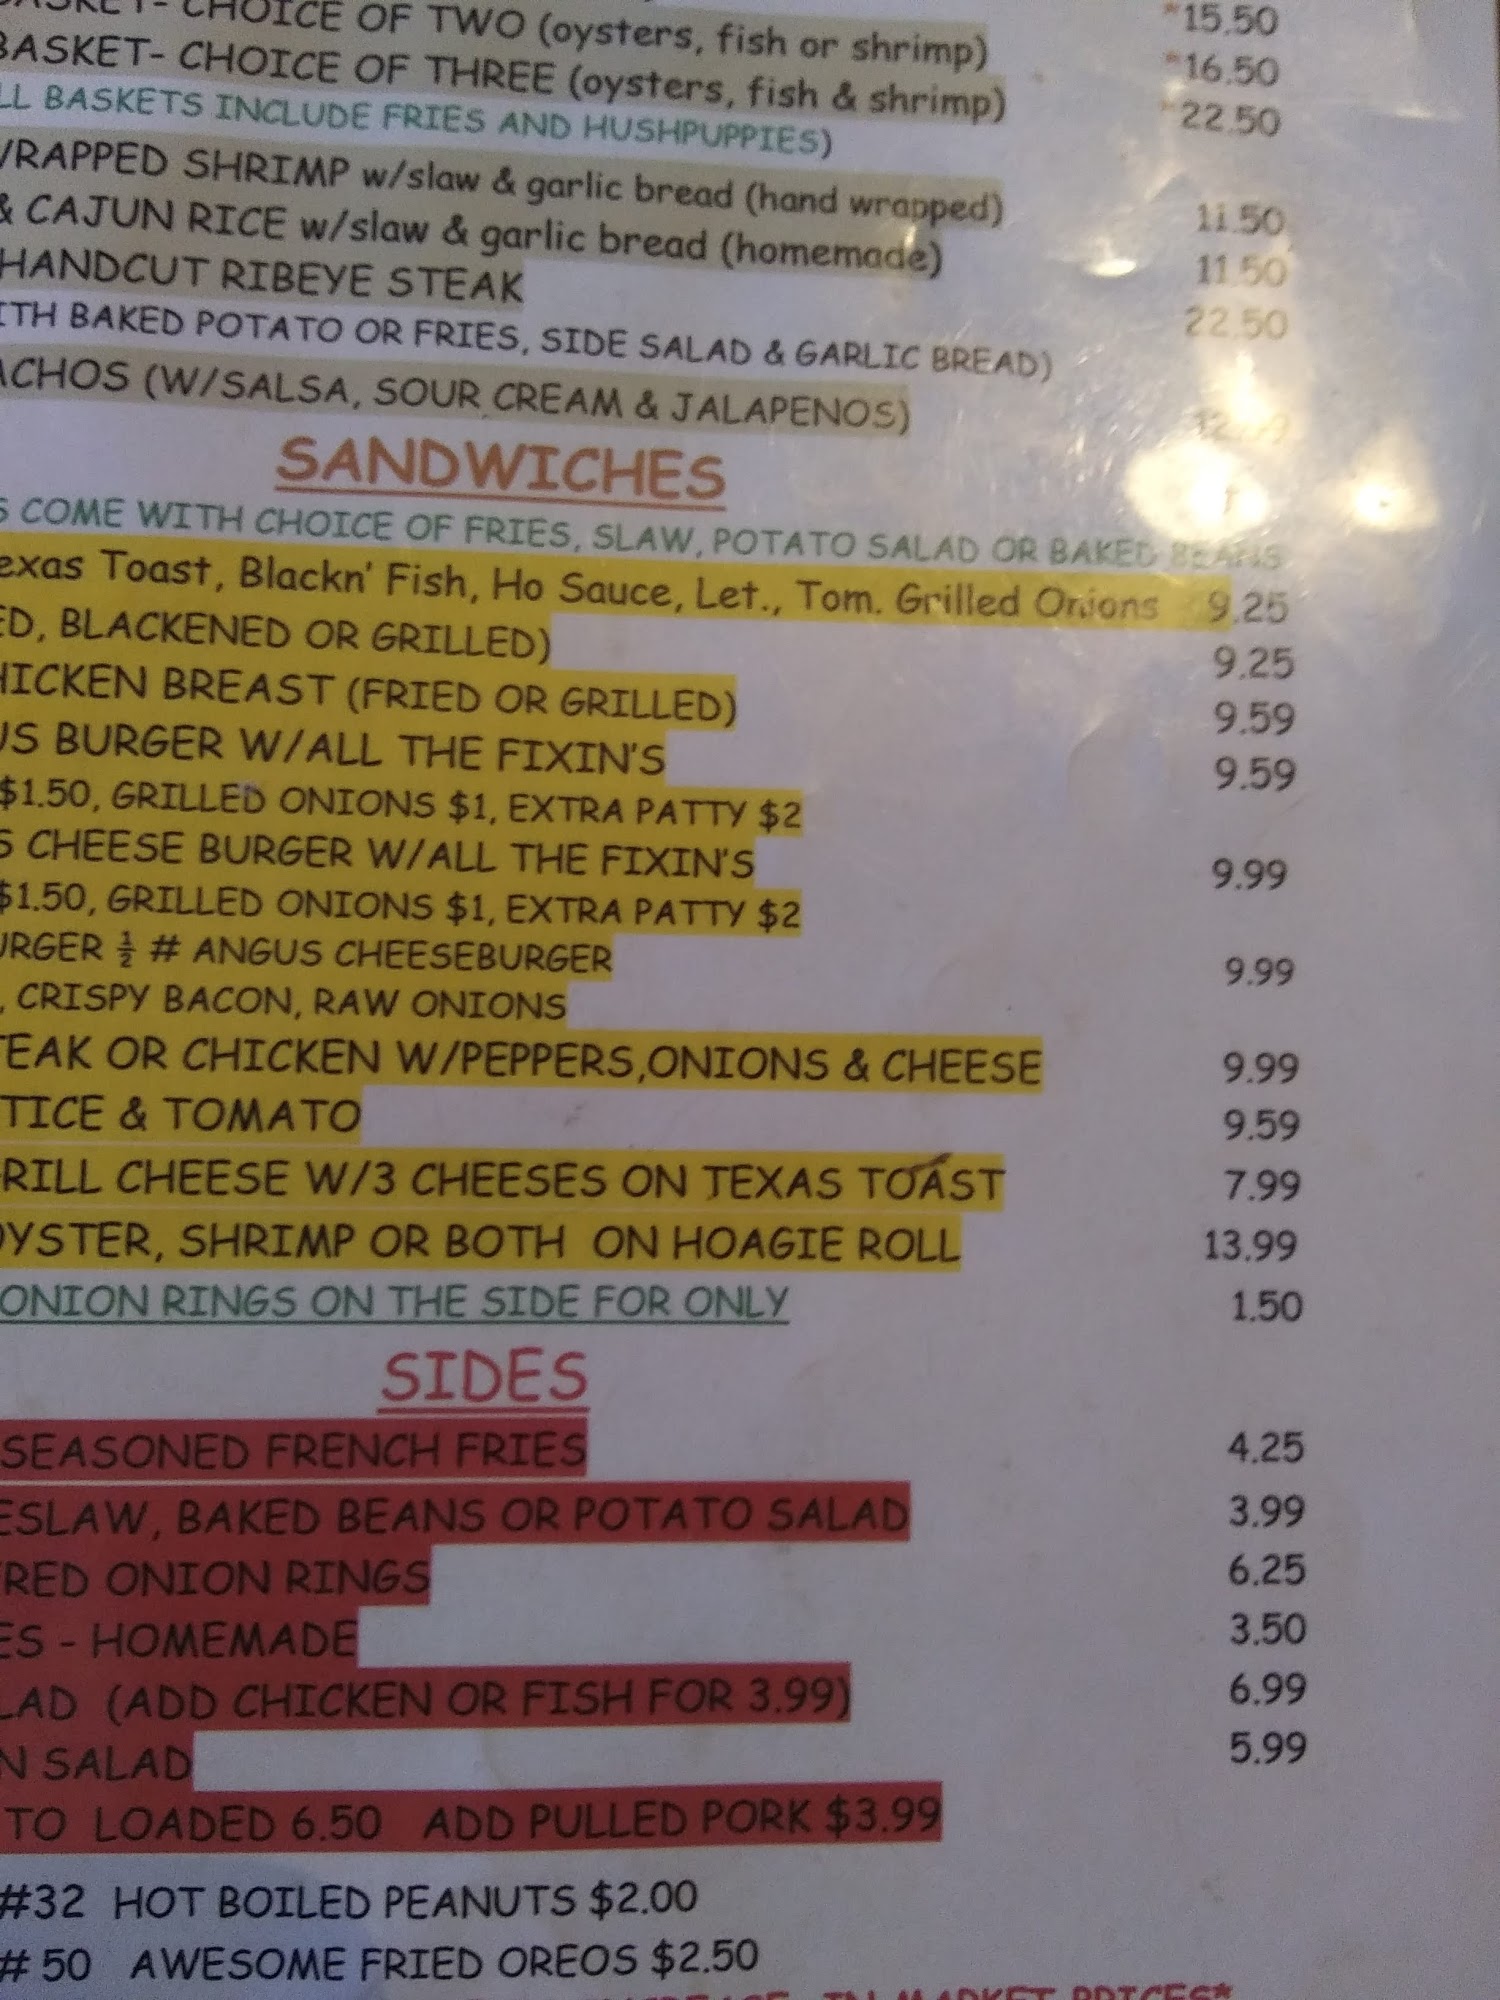 CHOICE OF TWO (oysters, fish or shrimp) *15.50
BASKET- CHOICE OF THREE (oysters, fish & shrimp) *16.50
LL BASKETS INCLUDE FRIES AND HUSHPUPPIES) *22.50
WRAPPED SHRIMP w/slaw & garlic bread (hand wrapped) 11.50
& CAJUN RICE w/slaw & garlic bread (homemade) 11.50
HANDCUT RIBEYE STEAK 22.50
ITH BAKED POTATO OR FRIES, SIDE SALAD & GARLIC BREAD)
ACHOS (W/SALSA, SOUR CREAM & JALAPENOS)
SANDWICHES
S COME WITH CHOICE OF FRIES, SLAW, POTATO SALAD OR BAKED BEANS
exas Toast, Blackn' Fish, Ho Sauce, Let., Tom. Grilled Onions 9.25
ED, BLACKENED OR GRILLED) 9.25
HICKEN BREAST (FRIED OR GRILLED) 9.59
US BURGER W/ALL THE FIXIN'S 9.59
$1.50, GRILLED ONIONS $1, EXTRA PATTY $2
S CHEESE BURGER W/ALL THE FIXIN'S 9.99
$1.50, GRILLED ONIONS $1, EXTRA PATTY $2
URGER ½ # ANGUS CHEESEBURGER 9.99
, CRISPY BACON, RAW ONIONS
TEAK OR CHICKEN W/PEPPERS,ONIONS & CHEESE 9.99
TICE & TOMATO 9.59
RILL CHEESE W/3 CHEESES ON TEXAS TOAST 7.99
OYSTER, SHRIMP OR BOTH ON HOAGIE ROLL 13.99
ONION RINGS ON THE SIDE FOR ONLY 1.50
SIDES
SEASONED FRENCH FRIES 4.25
ESLAW, BAKED BEANS OR POTATO SALAD 3.99
RED ONION RINGS 6.25
ES - HOMEMADE 3.50
LAD (ADD CHICKEN OR FISH FOR 3.99) 6.99
N SALAD 5.99
TO LOADED 6.50 ADD PULLED PORK $3.99
#32 HOT BOILED PEANUTS $2.00
# 50 AWESOME FRIED OREOS $2.50
IN MARKET PRICES*